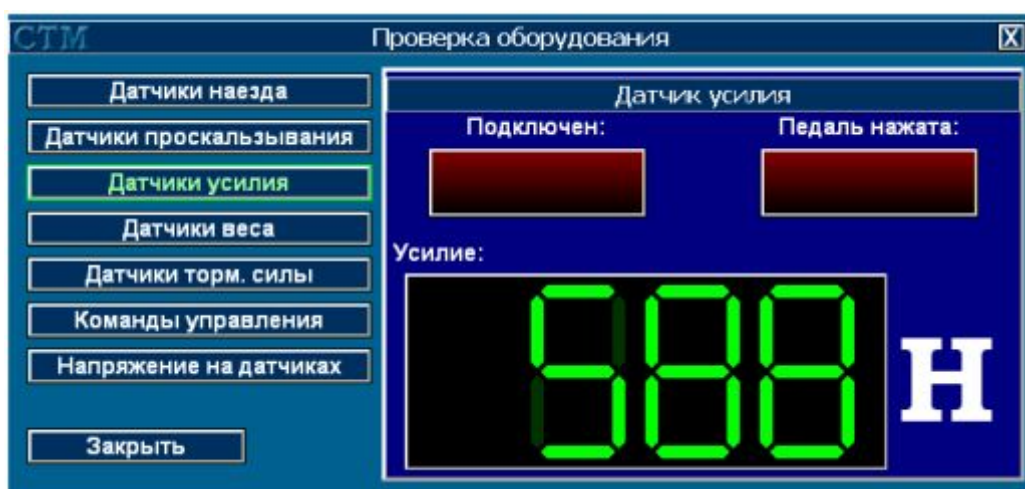 СТМ Проверка оборудования X
Датчики наезда
Датчики проскальзывания
Датчики усилия
Датчики веса
Датчики торм. силы
Команды управления
Напряжение на датчиках
Закрыть
Датчик усилия
Подключен: Педаль нажата:
Усилие:
588 Н